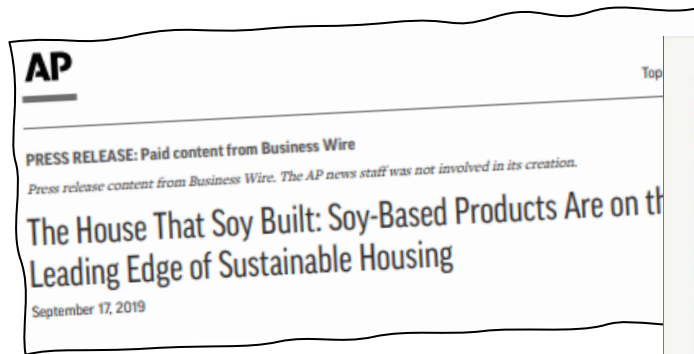 AP
Top
PRESS RELEASE: Paid content from Business Wire
Press release content from Business Wire. The AP news staff was not involved in its creation.
The House That Soy Built: Soy-Based Products Are on th
Leading Edge of Sustainable Housing
September 17, 2019